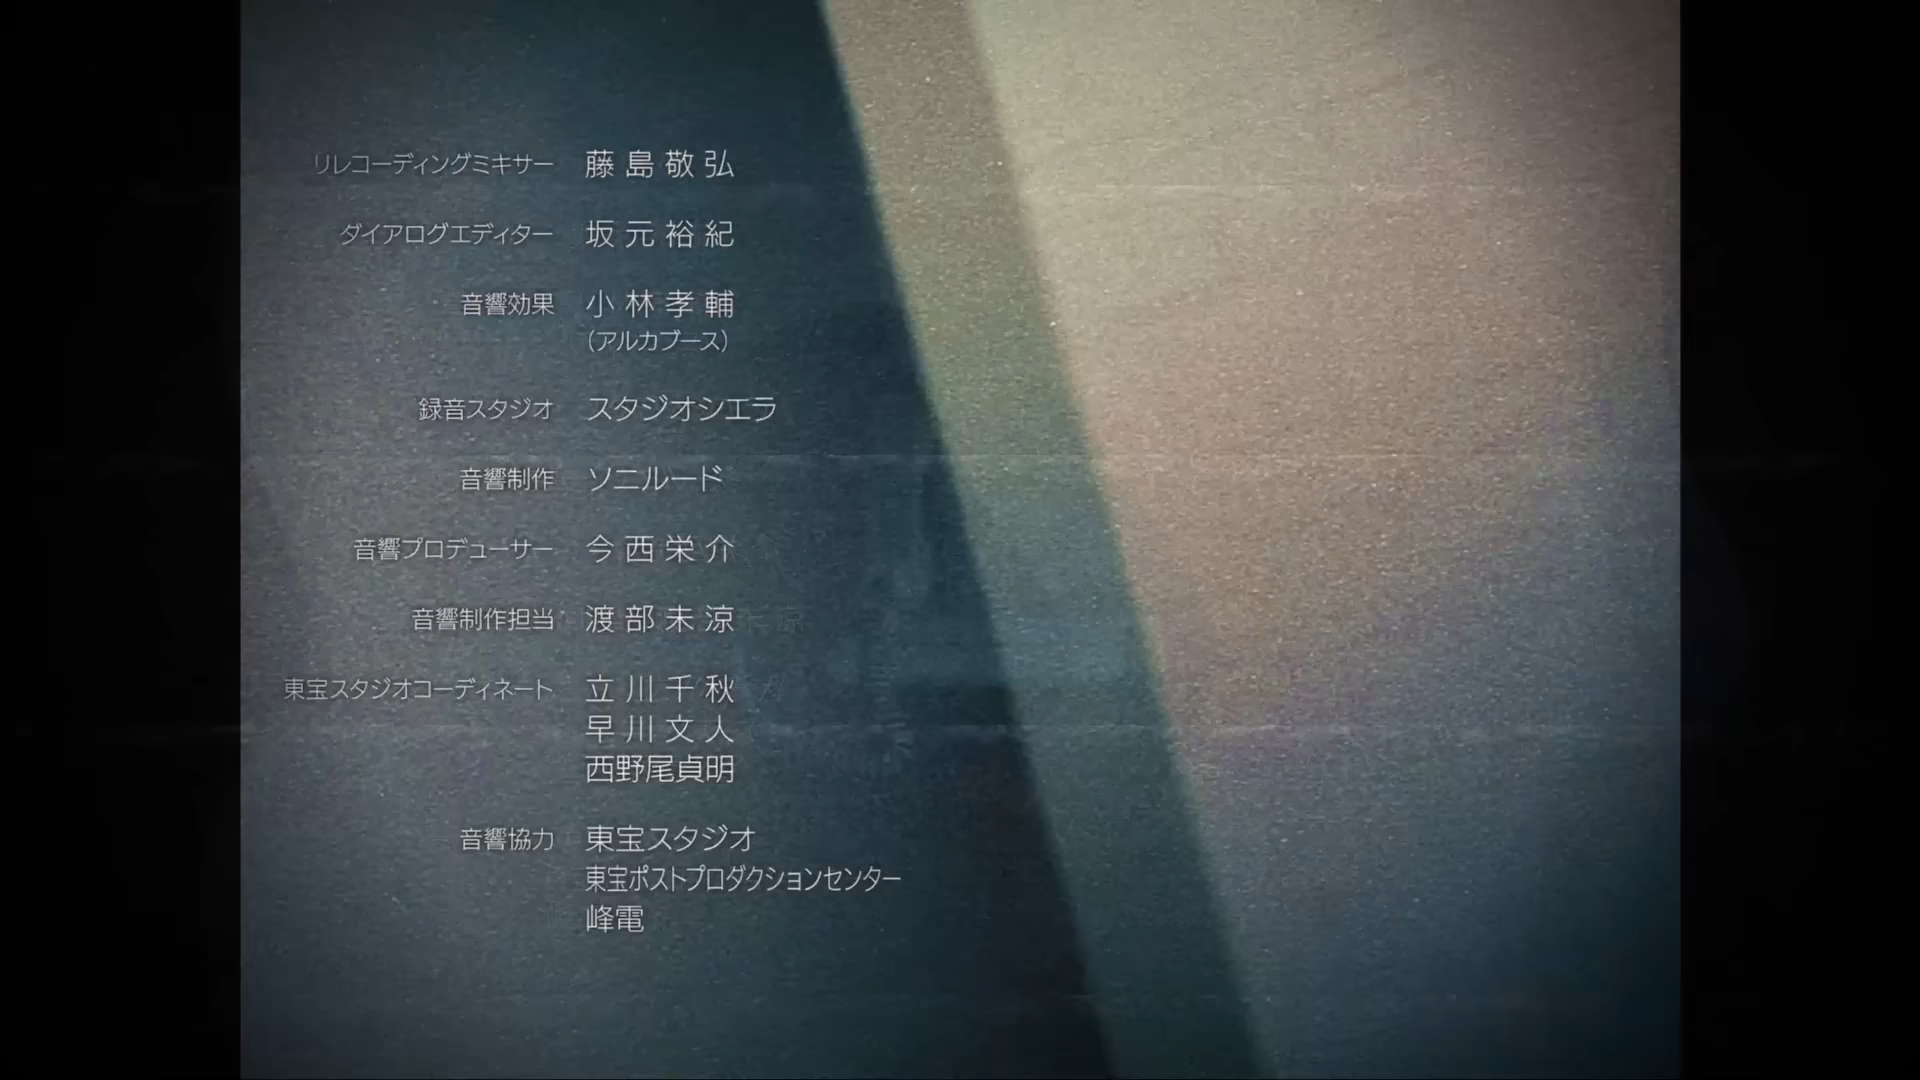 リレコーディングミキサー 藤島敬弘
ダイアログエディター 坂元裕紀
音響効果 小林孝輔
(アルカブース)
録音スタジオ スタジオシエラ
音響制作 ソニルード
音響プロデューサー 今西栄介
音響制作担当 渡部未涼
東宝スタジオコーディネート 立川千秋
早川文人
西野尾貞明
音響協力 東宝スタジオ
東宝ポストプロダクションセンター
峰電